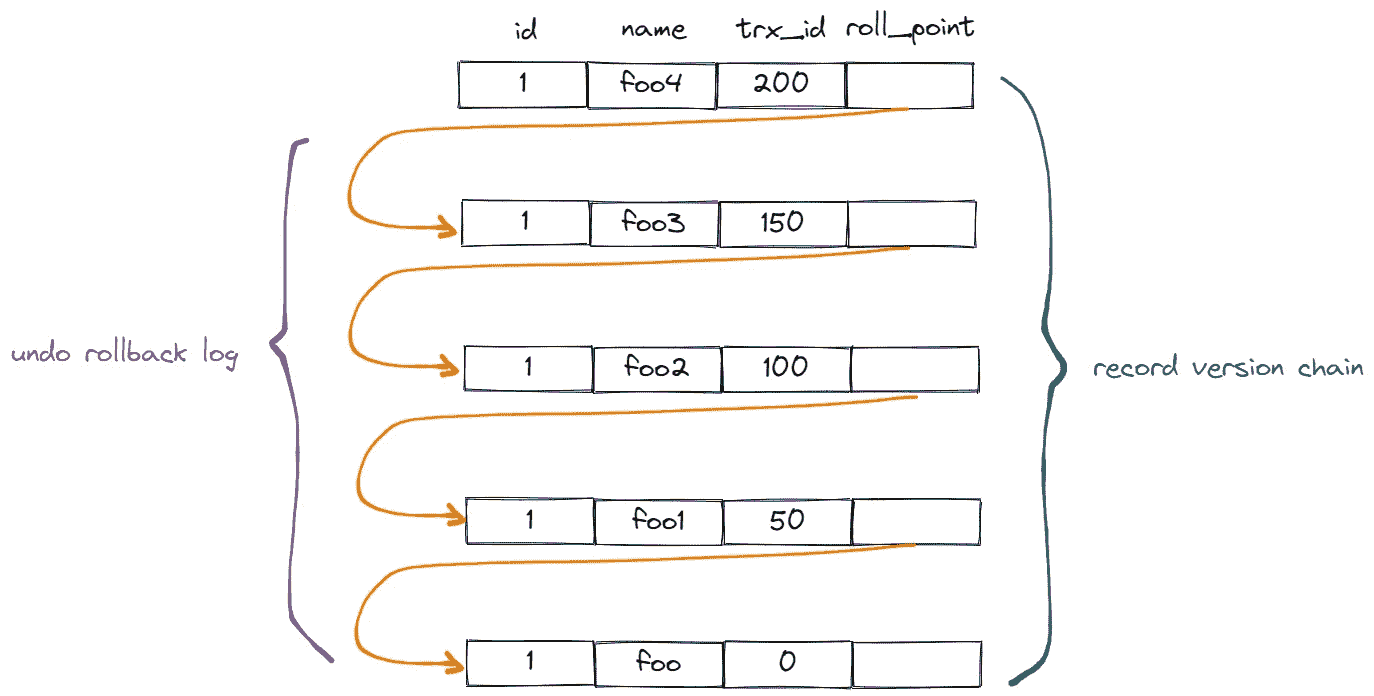 id name trx_id roll_point
1 foo4 200
1 foo3 150
undo rollback log
1 foo2 100
record version chain
1 foo1 50
1 foo 0